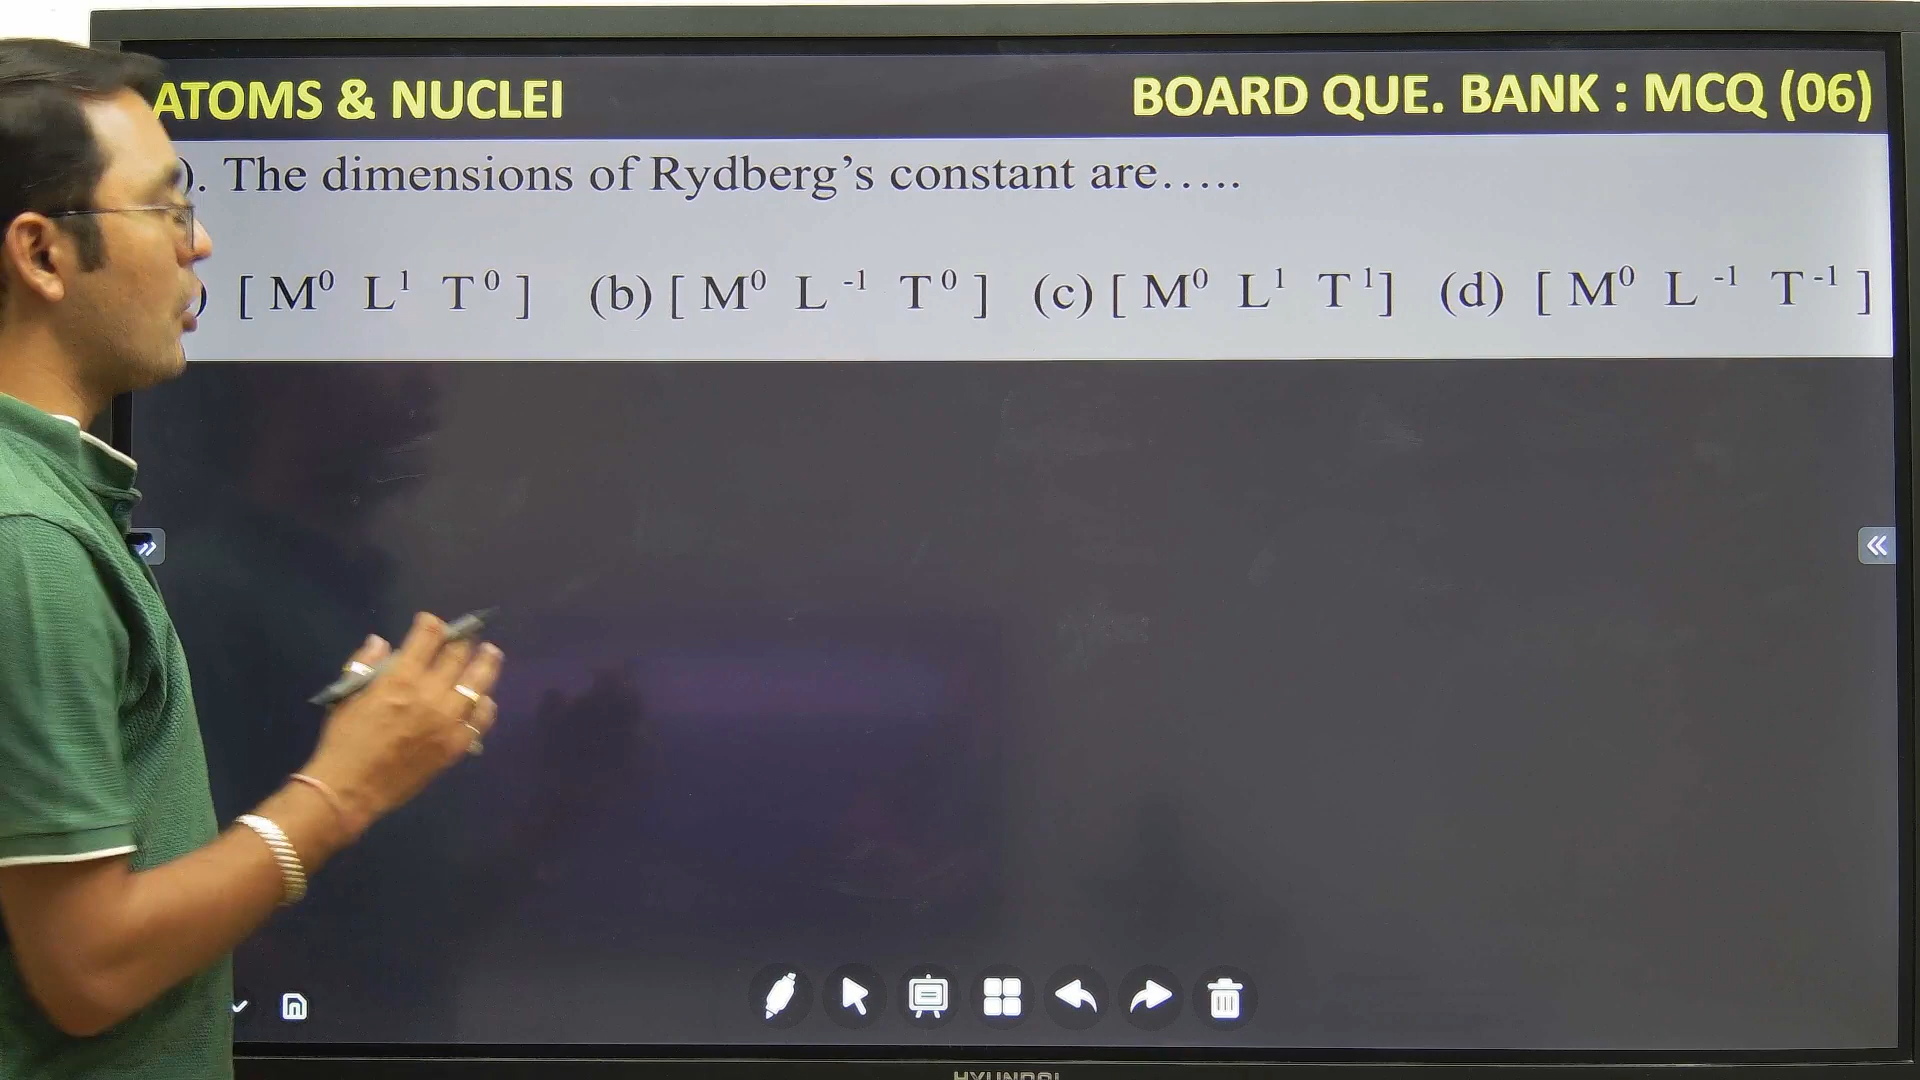 ATOMS & NUCLEI BOARD QUE. BANK : MCQ (06)
). The dimensions of Rydberg’s constant are.....
) [ M⁰ L¹ T⁰ ] (b) [ M⁰ L⁻¹ T⁰ ] (c) [ M⁰ L¹ T¹ ] (d) [ M⁰ L⁻¹ T⁻¹ ]
HYUNDAI